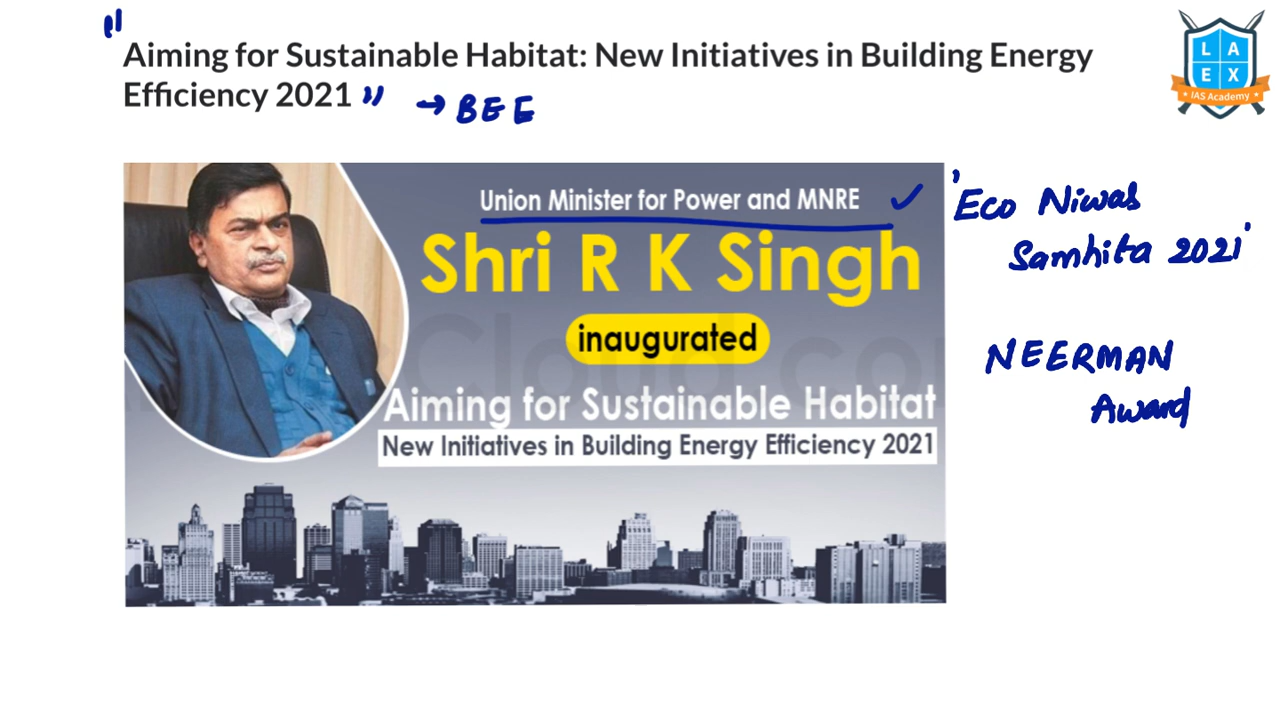 "
Aiming for Sustainable Habitat: New Initiatives in Building Energy
Efficiency 2021 " → BEE
L A
E X
IAS Academy
Union Minister for Power and MNRE ✓
Shri R K Singh
inaugurated
Aiming for Sustainable Habitat
New Initiatives in Building Energy Efficiency 2021
'Eco Niwas
Samhita 2021'
NEERMAN
Award